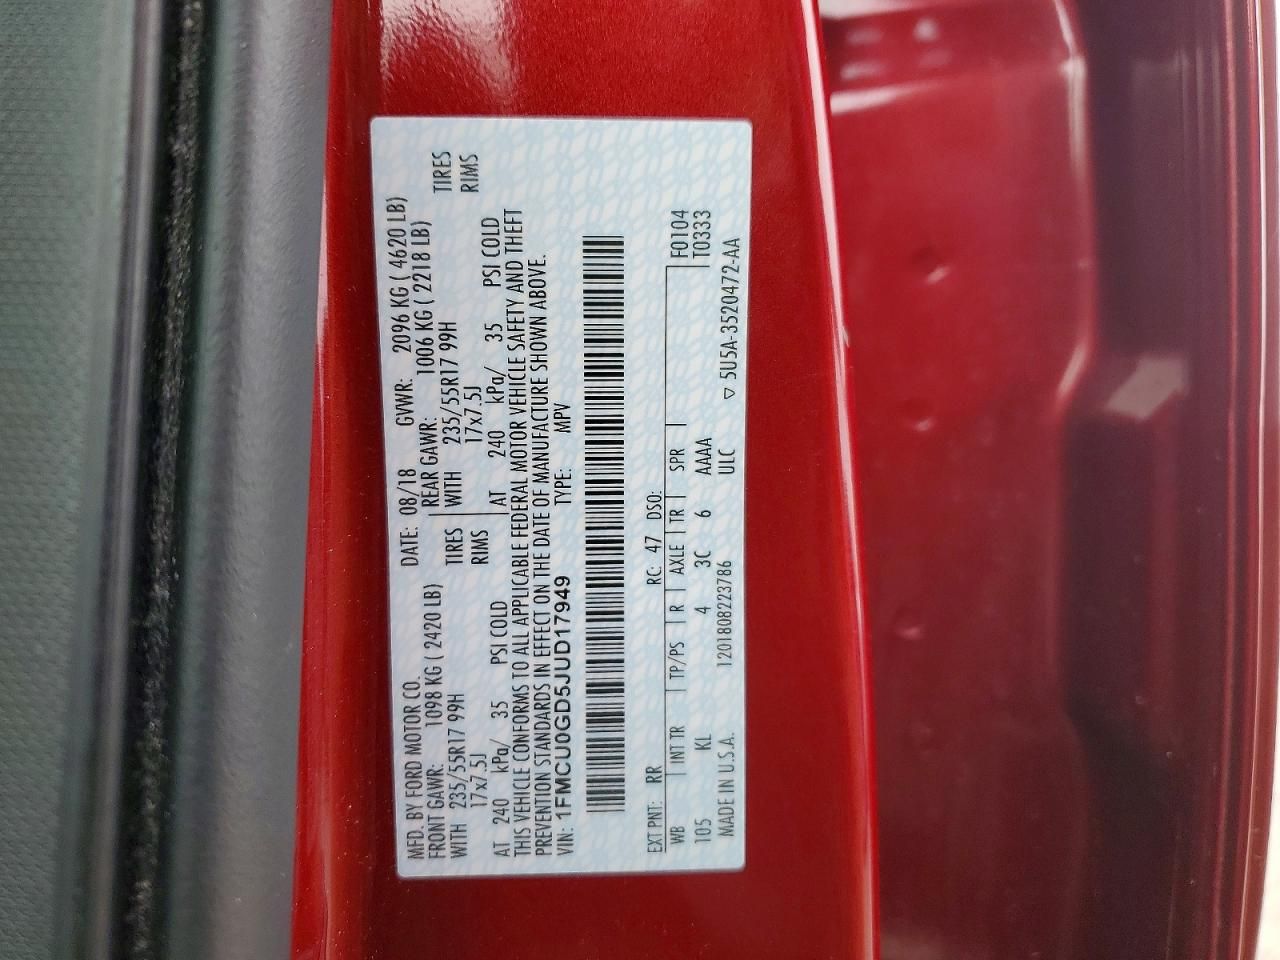 MFD. BY FORD MOTOR CO. DATE: 08/18 GVWR: 2096 KG ( 4620 LB)
FRONT GAWR: 1098 KG ( 2420 LB) REAR GAWR: 1006 KG ( 2218 LB)
WITH 235/55R17 99H TIRES WITH 235/55R17 99H TIRES
17x7.5J RIMS 17x7.5J RIMS
AT 240 kPa/ 35 PSI COLD AT 240 kPa/ 35 PSI COLD
THIS VEHICLE CONFORMS TO ALL APPLICABLE FEDERAL MOTOR VEHICLE SAFETY AND THEFT
PREVENTION STANDARDS IN EFFECT ON THE DATE OF MANUFACTURE SHOWN ABOVE.
VIN: 1FMCU0GD5JUD17949 TYPE: MPV
EXT PNT: RR RC: 47 DSO:
WB INT TR TP/PS R AXLE TR SPR F0104
105 KL 4 3C 6 AAAA T0333
MADE IN U.S.A. 1201808223786 ULC ▽ 5U5A-3520472-AA